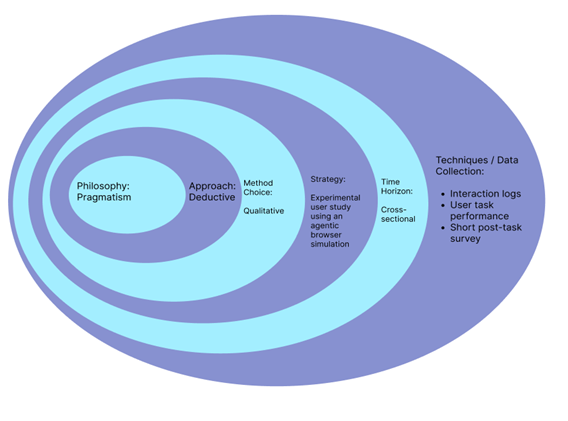 Philosophy:
Pragmatism
Approach:
Deductive
Method
Choice:
Qualitative
Strategy:
Experimental
user study
using an
agentic
browser
simulation
Time
Horizon:
Cross-
sectional
Techniques / Data
Collection:
• Interaction logs
• User task
performance
• Short post-task
survey